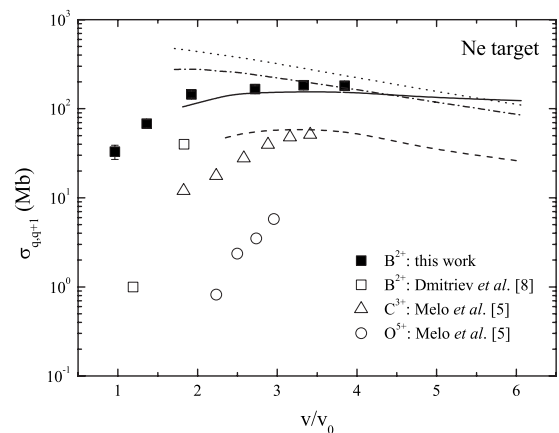 10³
Ne target
10²
10¹
10⁰
10⁻¹
σq,q+1 (Mb)
B²⁺: this work
B²⁺: Dmitriev et al. [8]
C³⁺: Melo et al. [5]
O⁵⁺: Melo et al. [5]
1 2 3 4 5 6
v/v₀